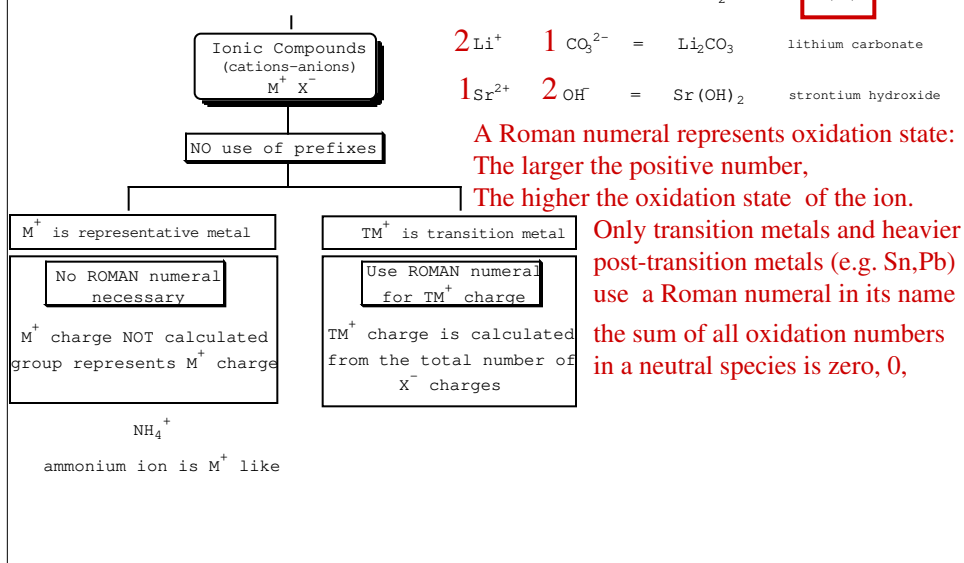 2
2 Li⁺ 1 CO₃²⁻ = Li₂CO₃ lithium carbonate
1 Sr²⁺ 2 OH⁻ = Sr(OH)₂ strontium hydroxide
Ionic Compounds
(cations-anions)
M⁺ X⁻
NO use of prefixes
A Roman numeral represents oxidation state:
The larger the positive number,
The higher the oxidation state of the ion.
M⁺ is representative metal
No ROMAN numeral
necessary
M⁺ charge NOT calculated
group represents M⁺ charge
NH₄⁺
ammonium ion is M⁺ like
TM⁺ is transition metal
Use ROMAN numeral
for TM⁺ charge
TM⁺ charge is calculated
from the total number of
X⁻ charges
Only transition metals and heavier
post-transition metals (e.g. Sn,Pb)
use a Roman numeral in its name
the sum of all oxidation numbers
in a neutral species is zero, 0,